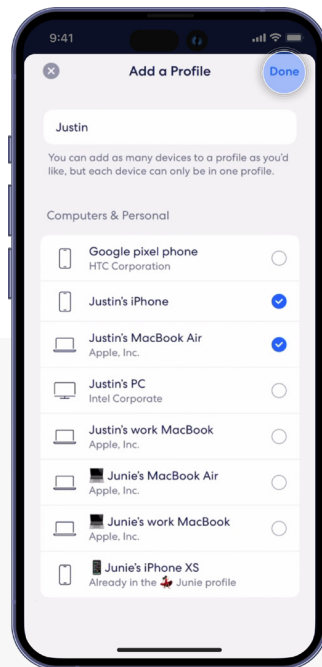 9:41
Add a Profile
Done
Justin
You can add as many devices to a profile as you'd
like, but each device can only be in one profile.
Computers & Personal
Google pixel phone
HTC Corporation
Justin's iPhone
Justin's MacBook Air
Apple, Inc.
Justin's PC
Intel Corporate
Justin's work MacBook
Apple, Inc.
Junie's MacBook Air
Apple, Inc.
Junie's work MacBook
Apple, Inc.
Junie's iPhone XS
Already in the 💃 Junie profile